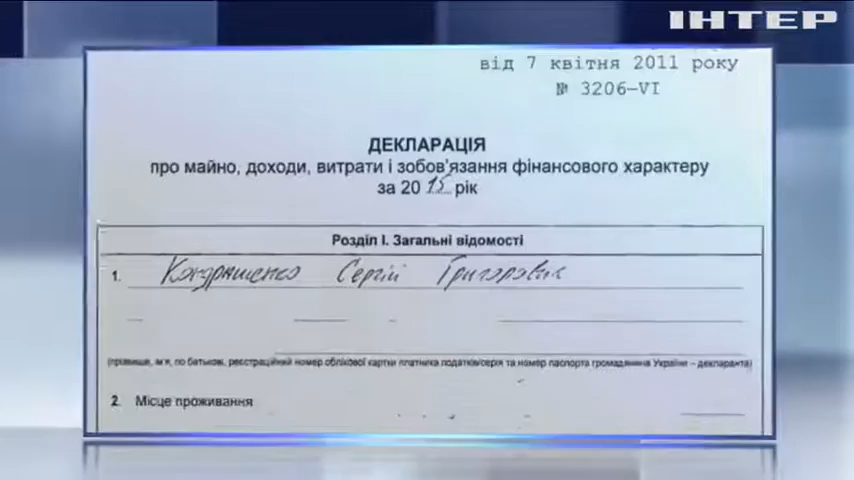 ІНТЕР
від 7 квітня 2011 року
№ 3206-VI
ДЕКЛАРАЦІЯ
про майно, доходи, витрати і зобов'язання фінансового характеру
за 2015 рік
Розділ I. Загальні відомості
1. Кондрашенко Сергій Григорович
(прізвище, ім'я, по батькові, реєстраційний номер облікової картки платника податків/серія та номер паспорта громадянина України – декларанта)
2. Місце проживання